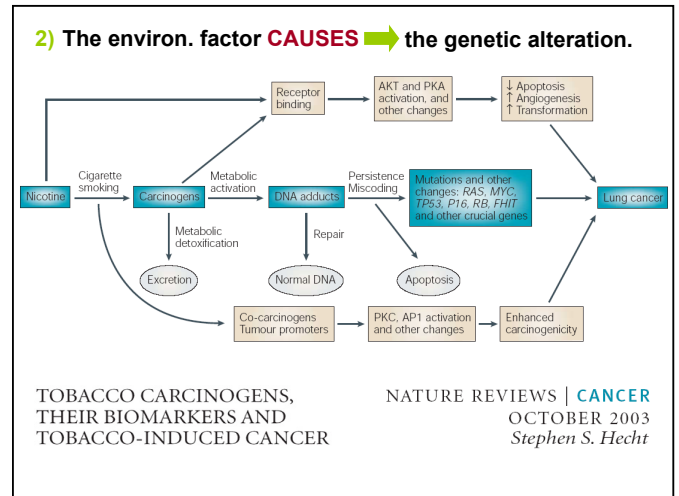 2) The environ. factor CAUSES the genetic alteration.
Receptor
binding
AKT and PKA
activation, and
other changes
↓ Apoptosis
↑ Angiogenesis
↑ Transformation
Nicotine
Cigarette
smoking
Carcinogens
Metabolic
activation
DNA adducts
Persistence
Miscoding
Mutations and other
changes: RAS, MYC,
TP53, P16, RB, FHIT
and other crucial genes
Lung cancer
Metabolic
detoxification
Repair
Excretion
Normal DNA
Apoptosis
Co-carcinogens
Tumour promoters
PKC, AP1 activation
and other changes
Enhanced
carcinogenicity
TOBACCO CARCINOGENS,
THEIR BIOMARKERS AND
TOBACCO-INDUCED CANCER
NATURE REVIEWS | CANCER
OCTOBER 2003
Stephen S. Hecht